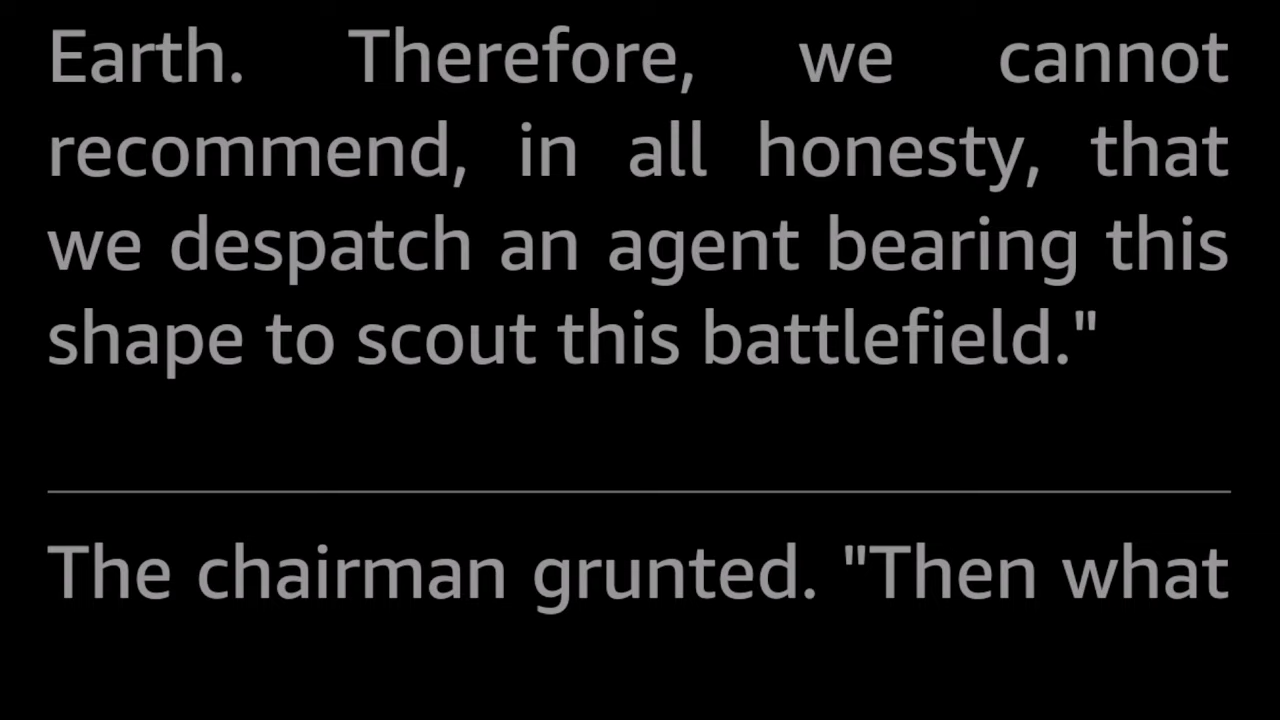 Earth. Therefore, we cannot
recommend, in all honesty, that
we despatch an agent bearing this
shape to scout this battlefield."
The chairman grunted. "Then what